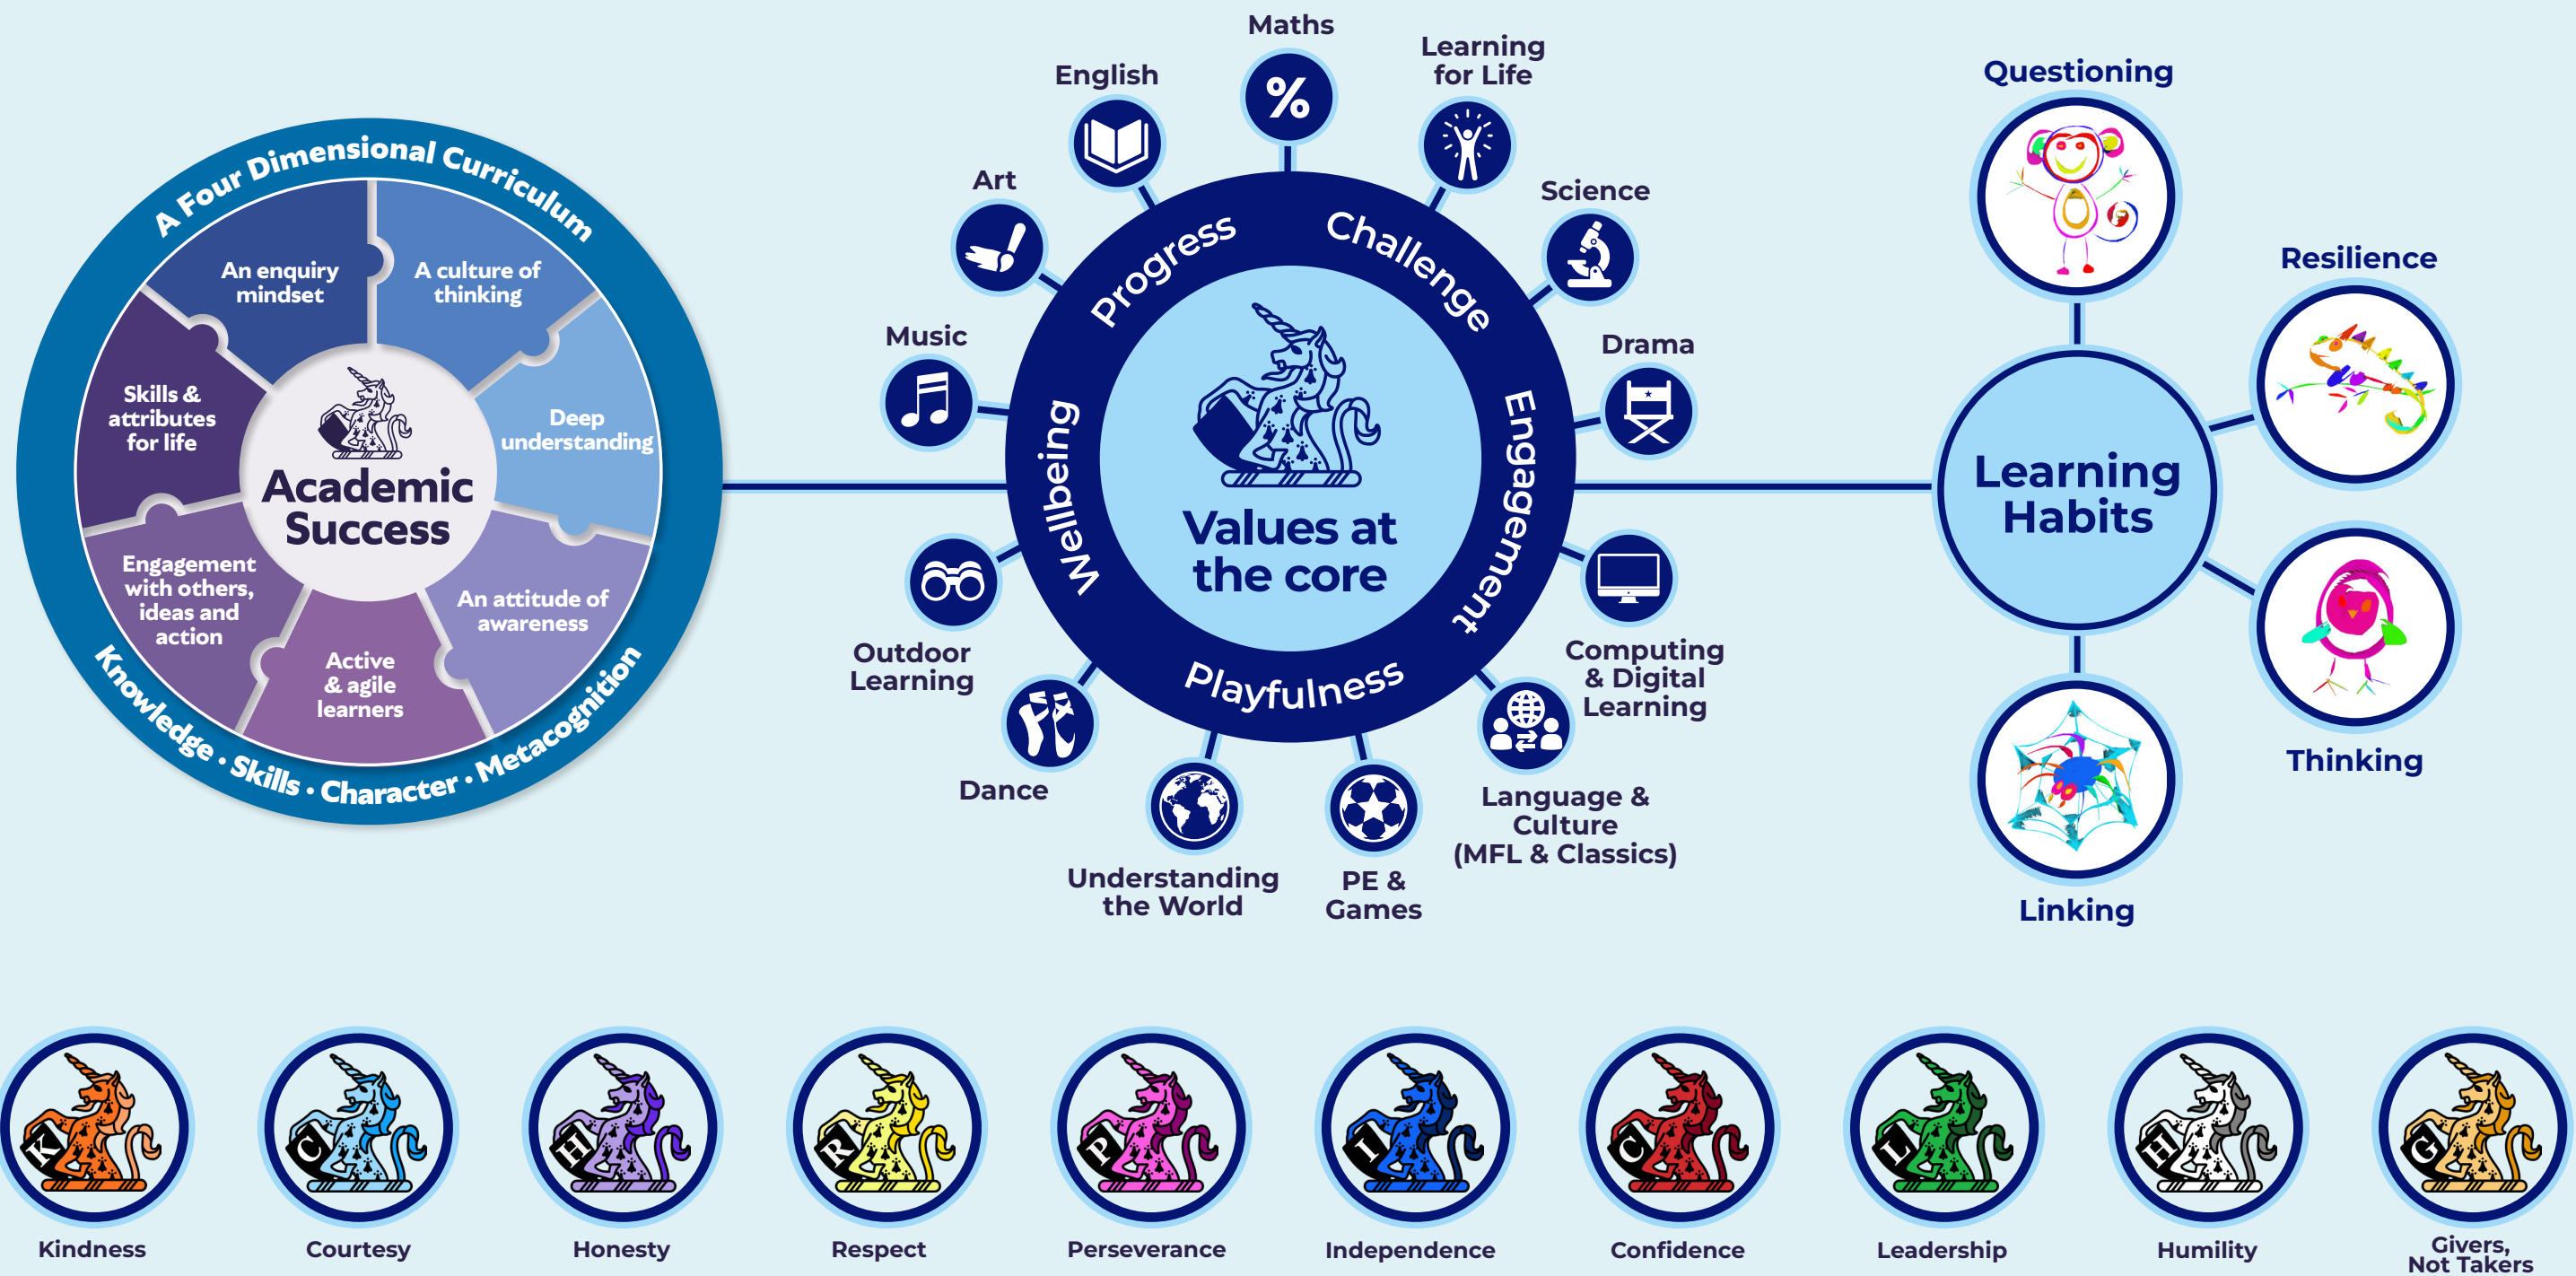 A Four Dimensional Curriculum
An enquiry
mindset
A culture of
thinking
Deep
understanding
An attitude of
awareness
Active
& agile
learners
Engagement
with others,
ideas and
action
Skills &
attributes
for life
Academic
Success
Knowledge • Skills • Character • Metacognition
Maths
%
Learning
for Life
Science
Drama
Computing
& Digital
Learning
Language &
Culture
(MFL & Classics)
PE &
Games
Understanding
the World
Dance
Outdoor
Learning
Music
Art
English
Progress
Challenge
Engagement
Playfulness
Wellbeing
Values at
the core
Learning
Habits
Questioning
Resilience
Thinking
Linking
K
Kindness
C
Courtesy
H
Honesty
R
Respect
P
Perseverance
I
Independence
C
Confidence
L
Leadership
H
Humility
G
Givers,
Not Takers